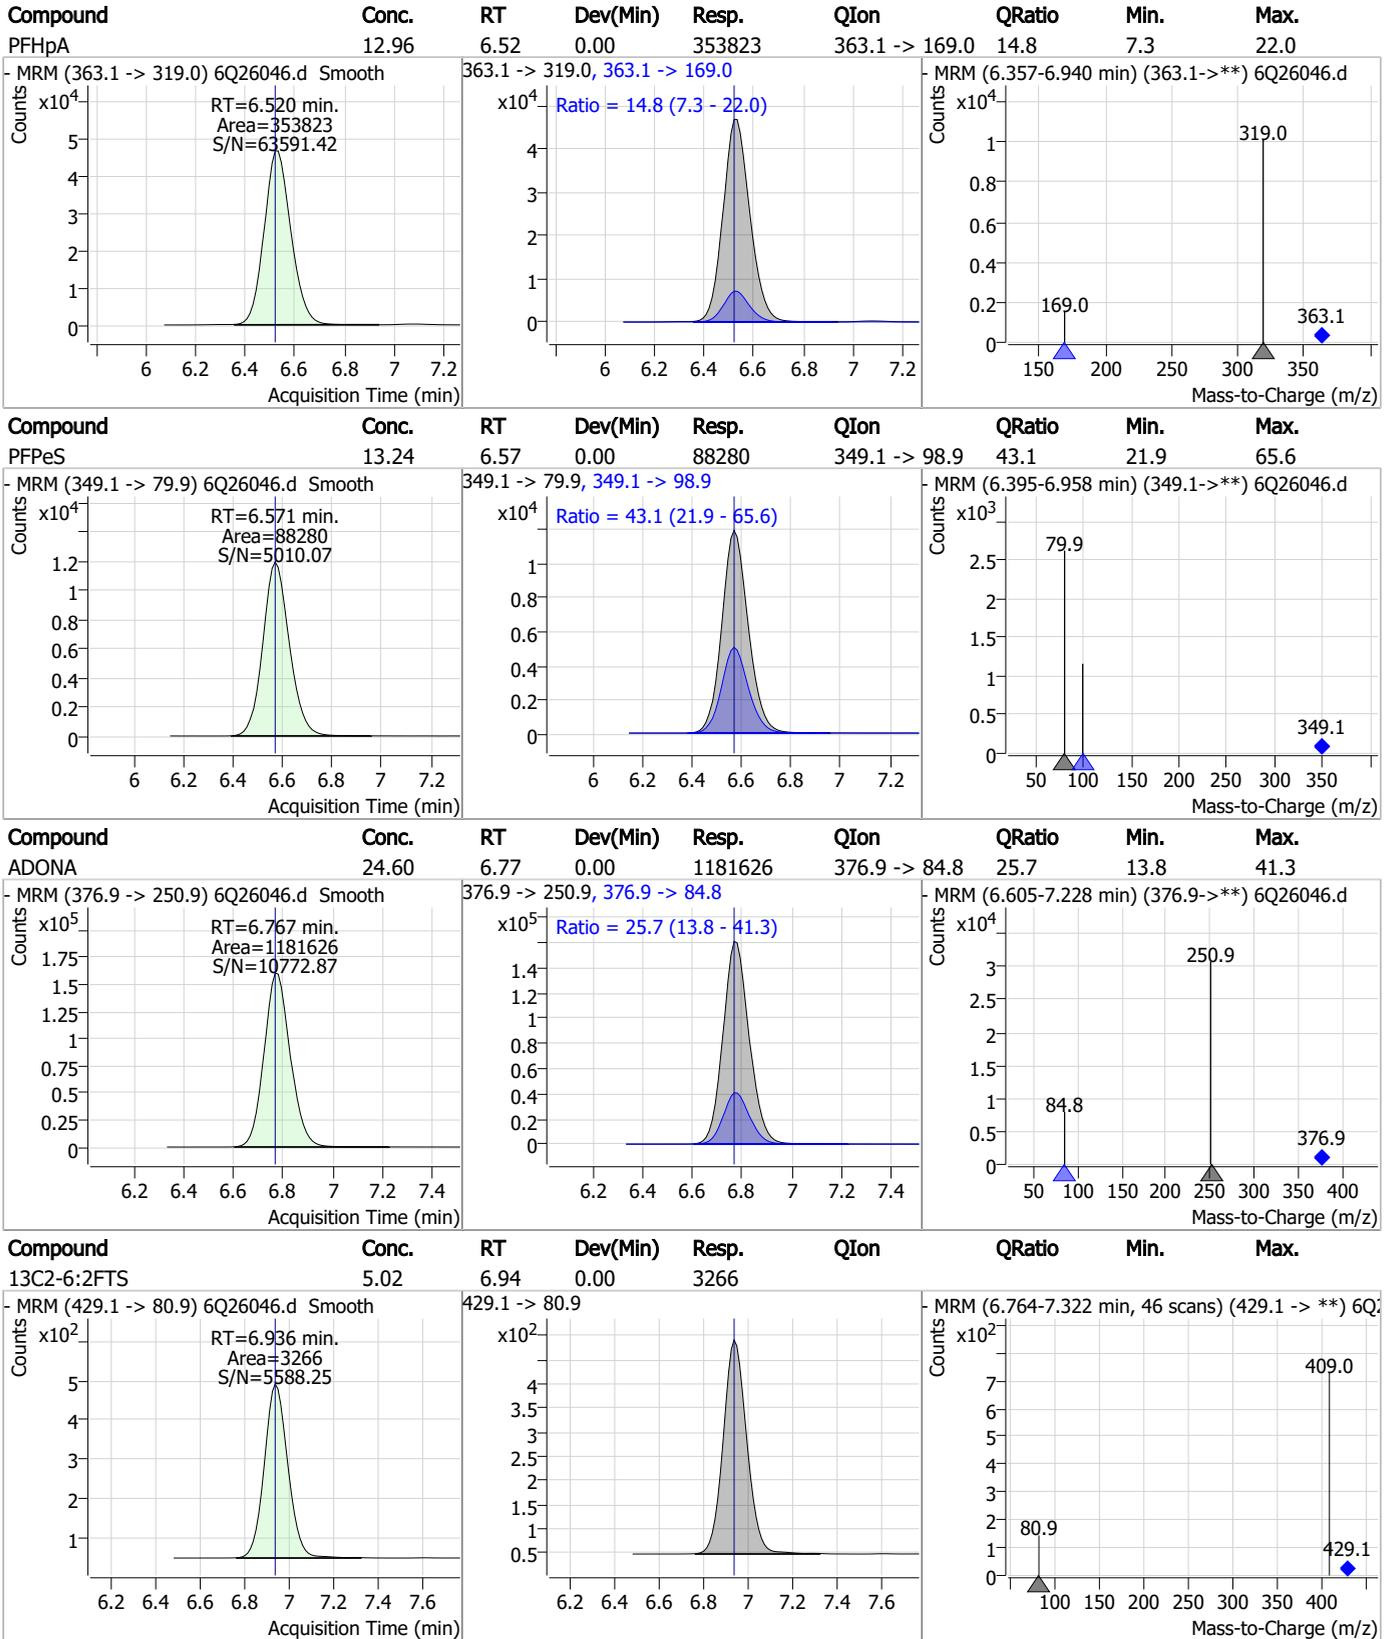 Compound Conc. RT Dev(Min) Resp. QIon QRatio Min. Max.
PFHpA 12.96 6.52 0.00 353823 363.1 -> 169.0 14.8 7.3 22.0
- MRM (363.1 -> 319.0) 6Q26046.d Smooth
Counts
x10⁴
RT=6.520 min.
Area=353823
S/N=63591.42
5
4
3
2
1
0
6 6.2 6.4 6.6 6.8 7 7.2
Acquisition Time (min)
363.1 -> 319.0, 363.1 -> 169.0
x10⁴
Ratio = 14.8 (7.3 - 22.0)
4
3
2
1
0
6 6.2 6.4 6.6 6.8 7 7.2
- MRM (6.357-6.940 min) (363.1->**) 6Q26046.d
Counts
x10⁴
1
0.8
0.6
0.4
0.2
0
319.0
169.0
363.1
150 200 250 300 350
Mass-to-Charge (m/z)
Compound Conc. RT Dev(Min) Resp. QIon QRatio Min. Max.
PFPeS 13.24 6.57 0.00 88280 349.1 -> 98.9 43.1 21.9 65.6
- MRM (349.1 -> 79.9) 6Q26046.d Smooth
Counts
x10⁴
RT=6.571 min.
Area=88280
S/N=5010.07
1.2
1
0.8
0.6
0.4
0.2
0
6 6.2 6.4 6.6 6.8 7 7.2
Acquisition Time (min)
349.1 -> 79.9, 349.1 -> 98.9
x10⁴
Ratio = 43.1 (21.9 - 65.6)
1
0.8
0.6
0.4
0.2
0
6 6.2 6.4 6.6 6.8 7 7.2
- MRM (6.395-6.958 min) (349.1->**) 6Q26046.d
Counts
x10³
2.5
2
1.5
1
0.5
0
79.9
349.1
50 100 150 200 250 300 350
Mass-to-Charge (m/z)
Compound Conc. RT Dev(Min) Resp. QIon QRatio Min. Max.
ADONA 24.60 6.77 0.00 1181626 376.9 -> 84.8 25.7 13.8 41.3
- MRM (376.9 -> 250.9) 6Q26046.d Smooth
Counts
x10⁵
RT=6.767 min.
Area=1181626
S/N=10772.87
1.75
1.5
1.25
1
0.75
0.5
0.25
0
6.2 6.4 6.6 6.8 7 7.2 7.4
Acquisition Time (min)
376.9 -> 250.9, 376.9 -> 84.8
x10⁵
Ratio = 25.7 (13.8 - 41.3)
1.4
1.2
1
0.8
0.6
0.4
0.2
0
6.2 6.4 6.6 6.8 7 7.2 7.4
- MRM (6.605-7.228 min) (376.9->**) 6Q26046.d
Counts
x10⁴
3
2.5
2
1.5
1
0.5
0
250.9
84.8
376.9
50 100 150 200 250 300 350 400
Mass-to-Charge (m/z)
Compound Conc. RT Dev(Min) Resp. QIon QRatio Min. Max.
13C2-6:2FTS 5.02 6.94 0.00 3266
- MRM (429.1 -> 80.9) 6Q26046.d Smooth
Counts
x10²
RT=6.936 min.
Area=3266
S/N=5588.25
5
4
3
2
1
6.2 6.4 6.6 6.8 7 7.2 7.4 7.6
Acquisition Time (min)
429.1 -> 80.9
x10²
4
3.5
3
2.5
2
1.5
1
0.5
6.2 6.4 6.6 6.8 7 7.2 7.4 7.6
- MRM (6.764-7.322 min, 46 scans) (429.1 -> **) 6Q2
Counts
x10²
7
6
5
4
3
2
1
0
409.0
80.9
429.1
100 150 200 250 300 350 400
Mass-to-Charge (m/z)